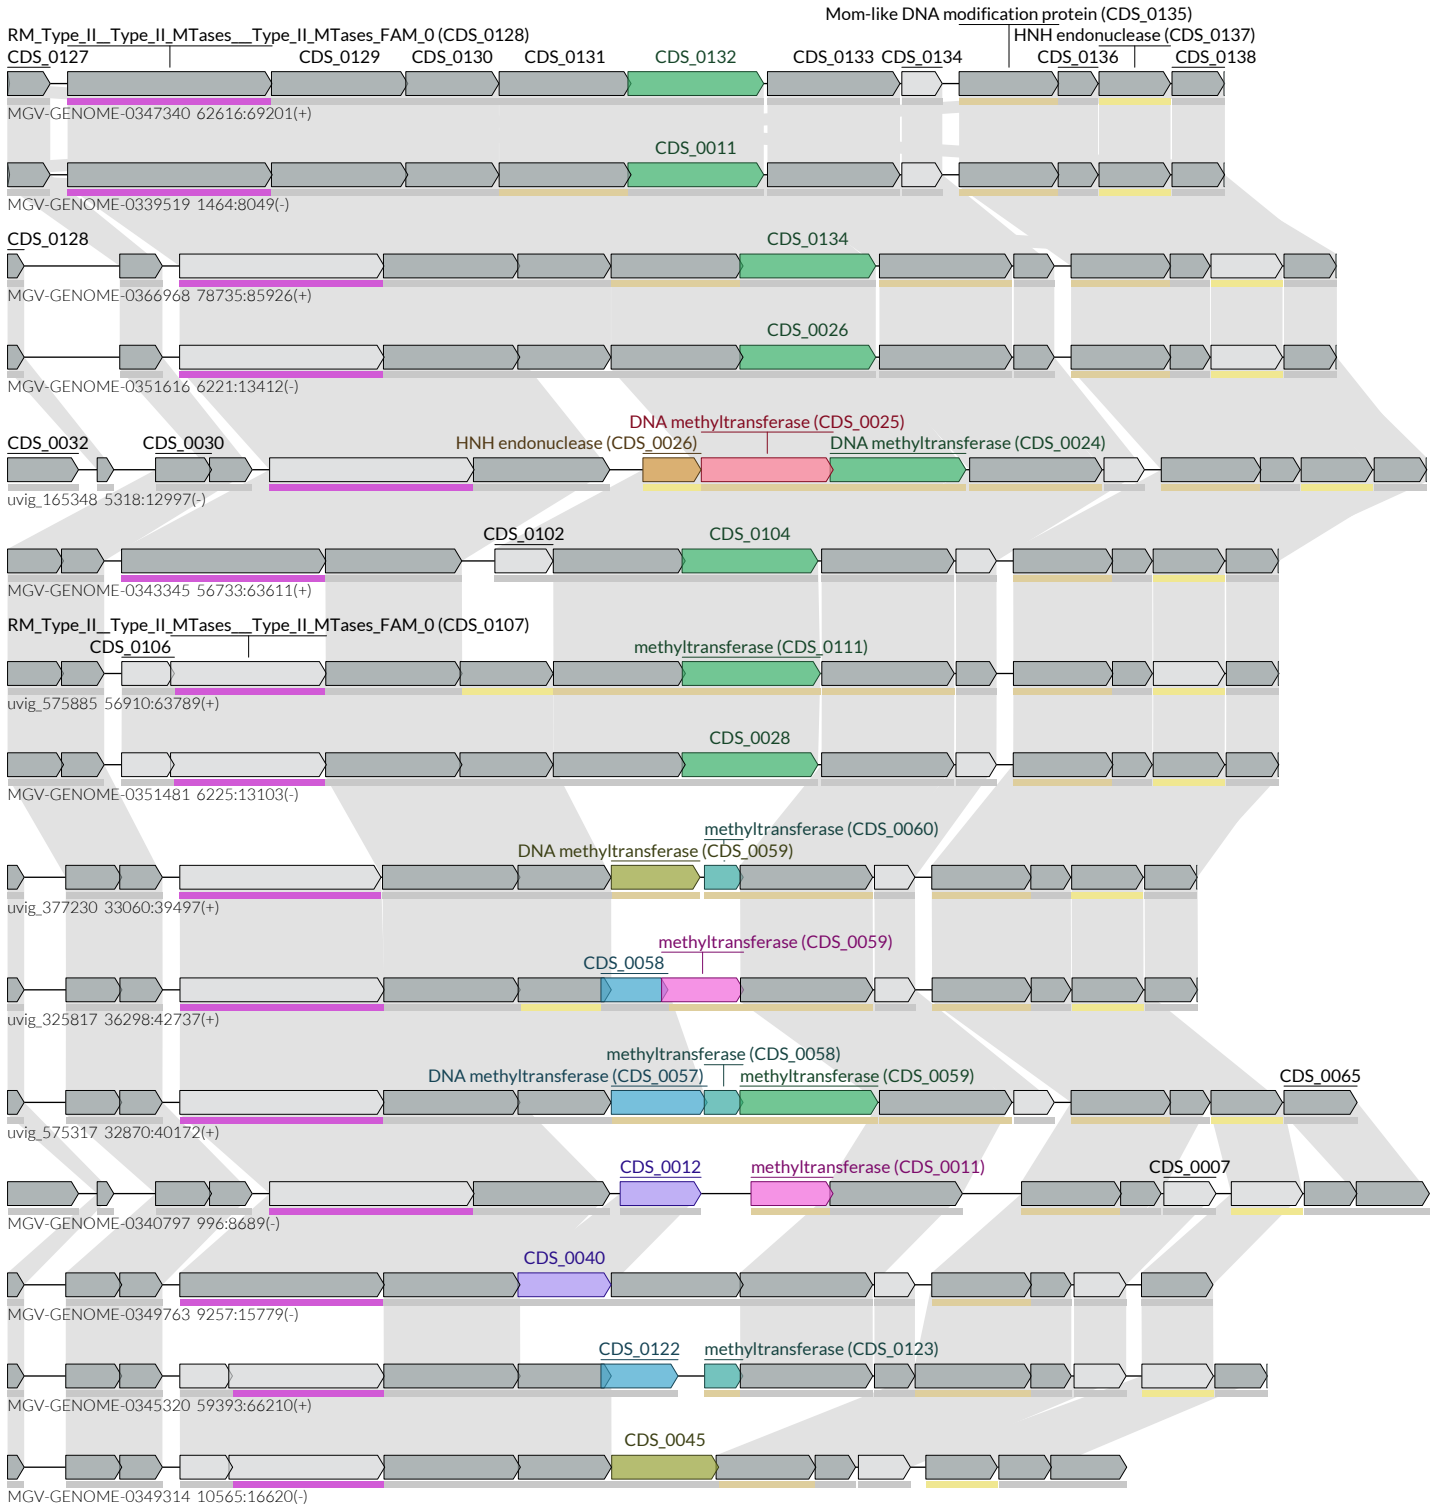 Mom-like DNA modification protein (CDS_0135)
RM_Type_II__Type_II_MTases___Type_II_MTases_FAM_0 (CDS_0128) HNH endonuclease (CDS_0137)
CDS_0127 CDS_0129 CDS_0130 CDS_0131 CDS_0132 CDS_0133 CDS_0134 CDS_0136 CDS_0138
MGV-GENOME-0347340 62616:69201(+)
CDS_0011
MGV-GENOME-0339519 1464:8049(-)
CDS_0128 CDS_0134
MGV-GENOME-0366968 78735:85926(+)
CDS_0026
MGV-GENOME-0351616 6221:13412(-)
DNA methyltransferase (CDS_0025)
CDS_0032 CDS_0030 HNH endonuclease (CDS_0026) DNA methyltransferase (CDS_0024)
uvig_165348 5318:12997(-)
CDS_0102 CDS_0104
MGV-GENOME-0343345 56733:63611(+)
RM_Type_II__Type_II_MTases___Type_II_MTases_FAM_0 (CDS_0107)
CDS_0106 methyltransferase (CDS_0111)
uvig_575885 56910:63789(+)
CDS_0028
MGV-GENOME-0351481 6225:13103(-)
methyltransferase (CDS_0060)
DNA methyltransferase (CDS_0059)
uvig_377230 33060:39497(+)
methyltransferase (CDS_0059)
CDS_0058
uvig_325817 36298:42737(+)
methyltransferase (CDS_0058)
DNA methyltransferase (CDS_0057) methyltransferase (CDS_0059) CDS_0065
uvig_575317 32870:40172(+)
CDS_0012 methyltransferase (CDS_0011) CDS_0007
MGV-GENOME-0340797 996:8689(-)
CDS_0040
MGV-GENOME-0349763 9257:15779(-)
CDS_0122 methyltransferase (CDS_0123)
MGV-GENOME-0345320 59393:66210(+)
CDS_0045
MGV-GENOME-0349314 10565:16620(-)